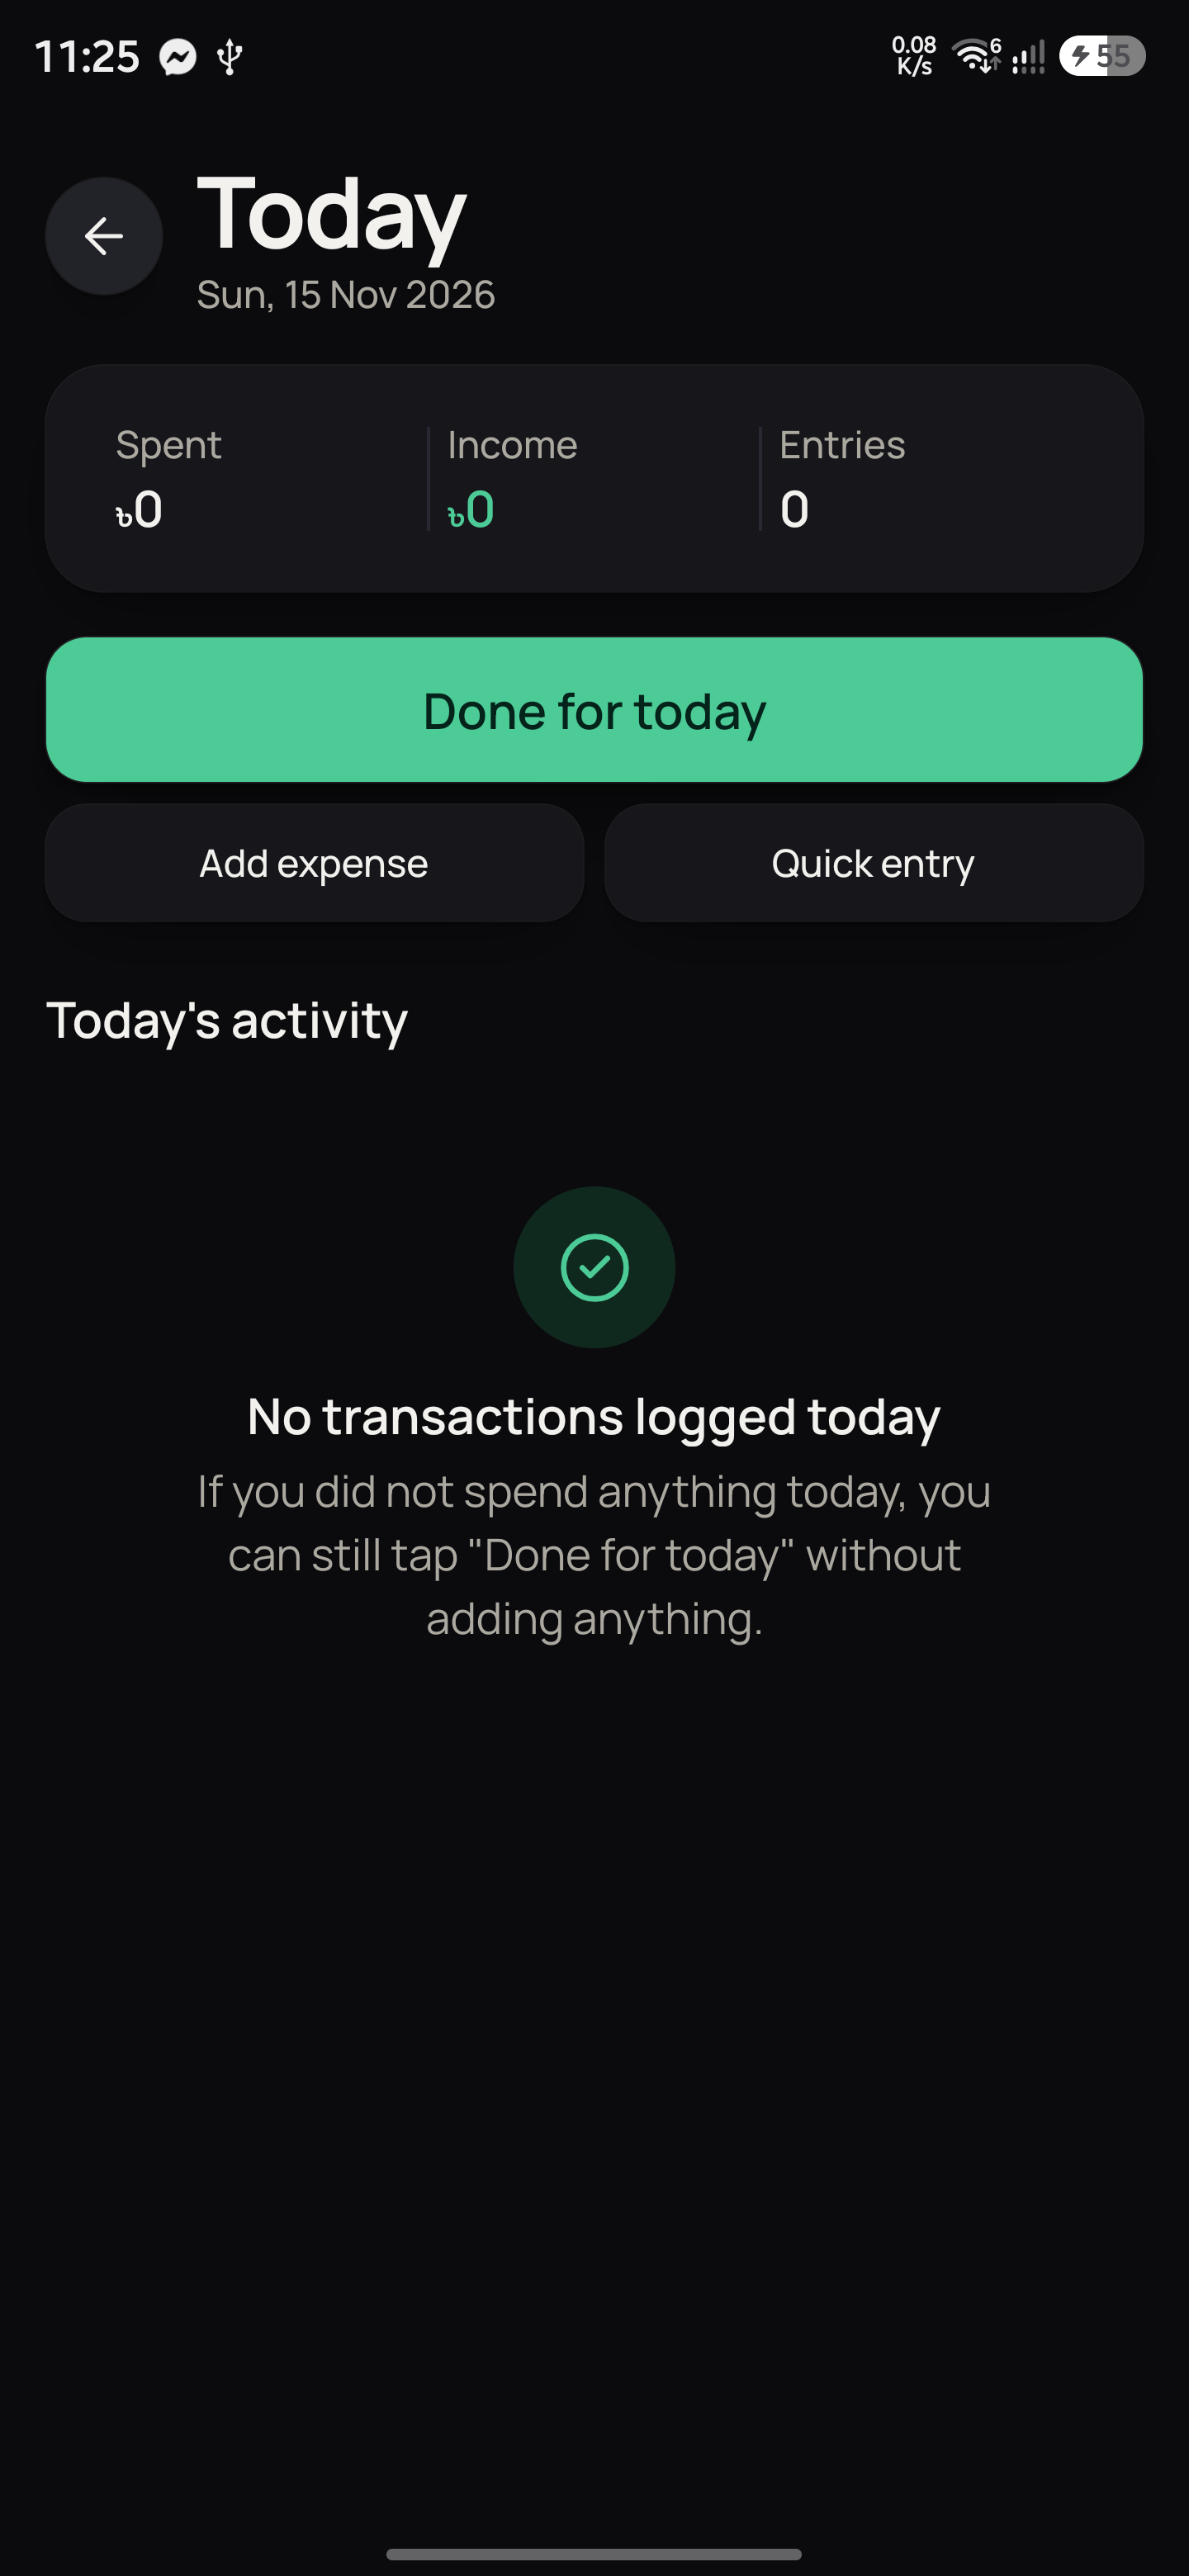 11:25
0.08
K/s
6
55
Today
Sun, 15 Nov 2026
Spent
Income
Entries
৳0
৳0
0
Done for today
Add expense
Quick entry
Today's activity
No transactions logged today
If you did not spend anything today, you
can still tap "Done for today" without
adding anything.